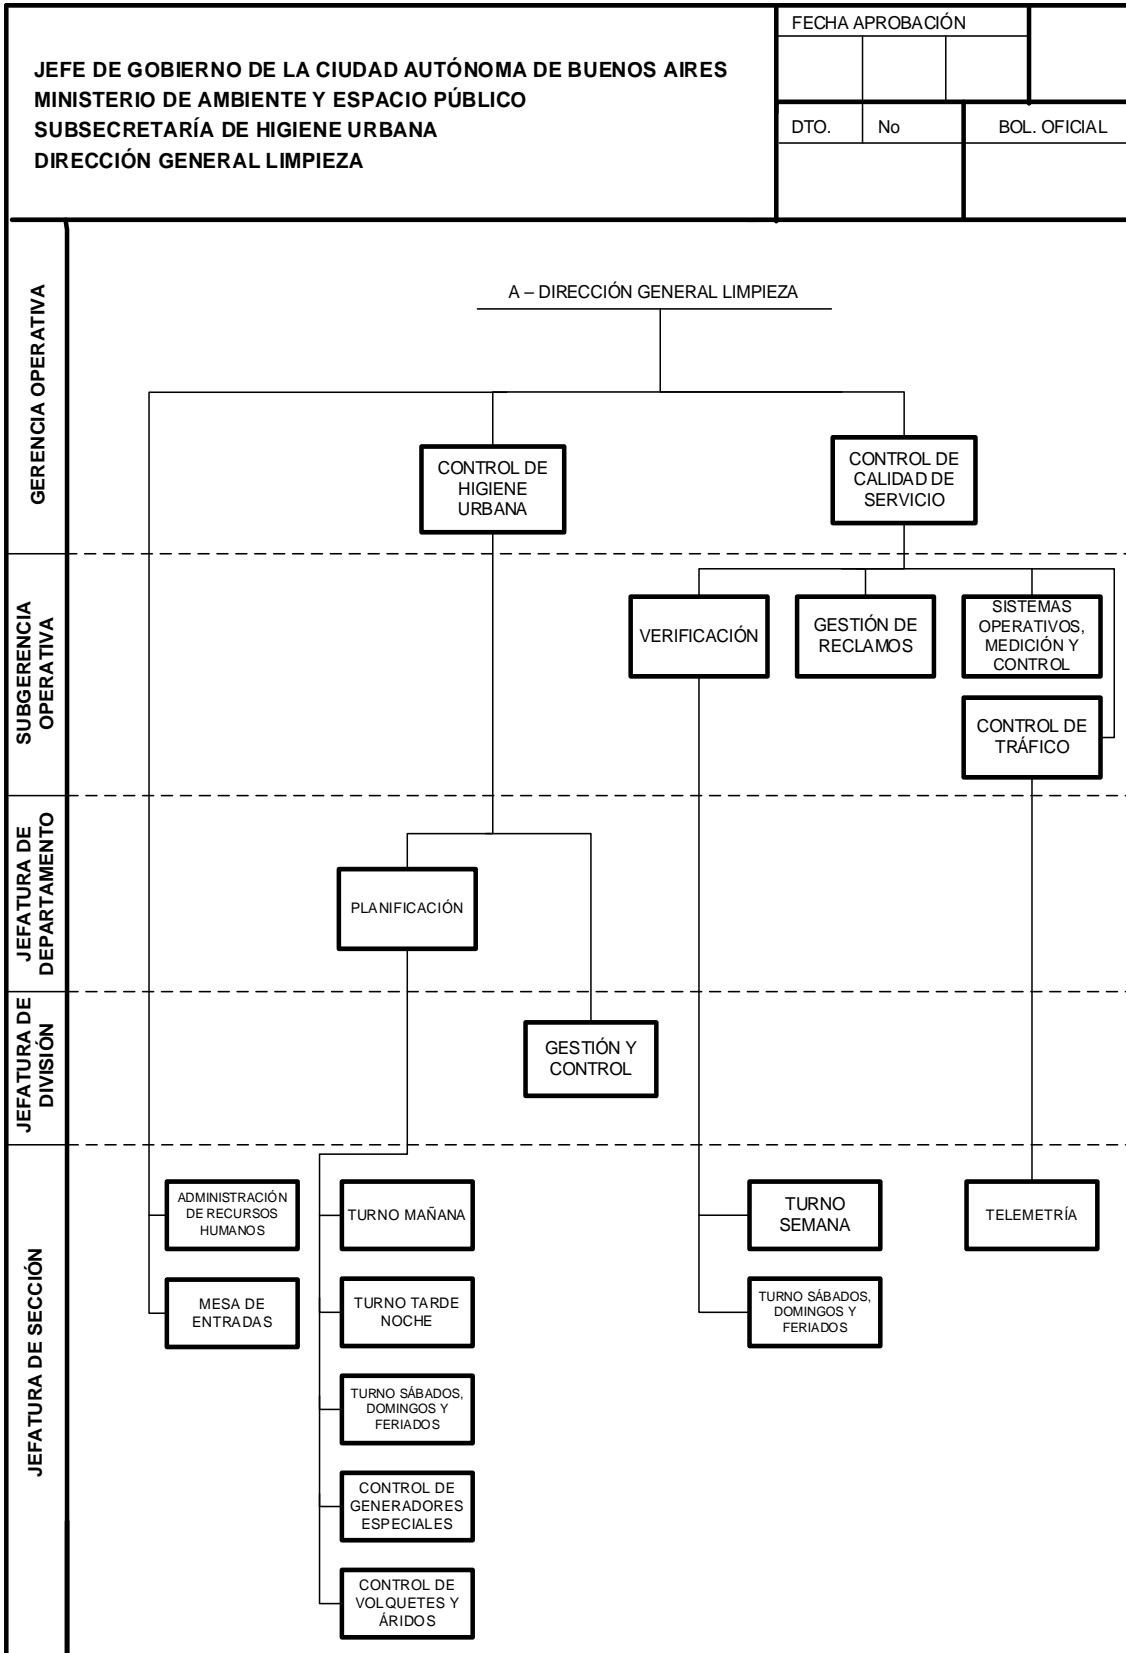 JEFE DE GOBIERNO DE LA CIUDAD AUTÓNOMA DE BUENOS AIRES
MINISTERIO DE AMBIENTE Y ESPACIO PÚBLICO
SUBSECRETARÍA DE HIGIENE URBANA
DIRECCIÓN GENERAL LIMPIEZA
FECHA APROBACIÓN
DTO.
No
BOL. OFICIAL
GERENCIA OPERATIVA
A – DIRECCIÓN GENERAL LIMPIEZA
CONTROL DE
HIGIENE
URBANA
CONTROL DE
CALIDAD DE
SERVICIO
SUBGERENCIA
OPERATIVA
VERIFICACIÓN
GESTIÓN DE
RECLAMOS
SISTEMAS
OPERATIVOS,
MEDICIÓN Y
CONTROL
CONTROL DE
TRÁFICO
JEFATURA DE
DEPARTAMENTO
PLANIFICACIÓN
JEFATURA DE
DIVISIÓN
GESTIÓN Y
CONTROL
JEFATURA DE SECCIÓN
ADMINISTRACIÓN
DE RECURSOS
HUMANOS
TURNO MAÑANA
TURNO
SEMANA
TELEMETRÍA
MESA DE
ENTRADAS
TURNO TARDE
NOCHE
TURNO SÁBADOS,
DOMINGOS Y
FERIADOS
TURNO SÁBADOS,
DOMINGOS Y
FERIADOS
CONTROL DE
GENERADORES
ESPECIALES
CONTROL DE
VOLQUETES Y
ÁRIDOS